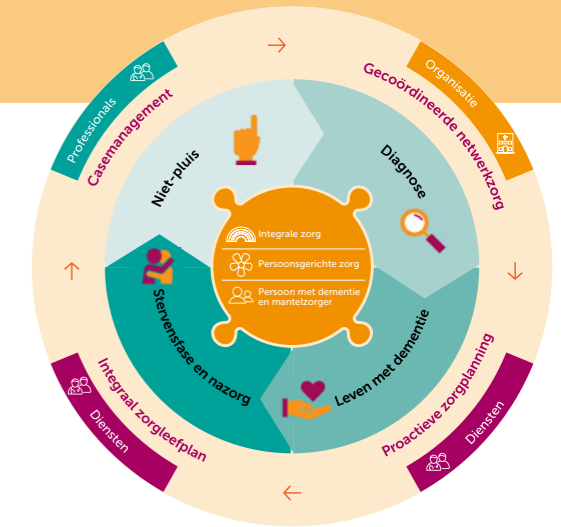 Professionals
Casemanagement
Organisatie
Gecoördineerde netwerkzorg
Niet-pluis
Diagnose
Integrale zorg
Persoonsgerichte zorg
Persoon met dementie
en mantelzorger
Stervensfase en nazorg
Leven met dementie
Integraal zorgleefplan
Diensten
Proactieve zorgplanning
Diensten